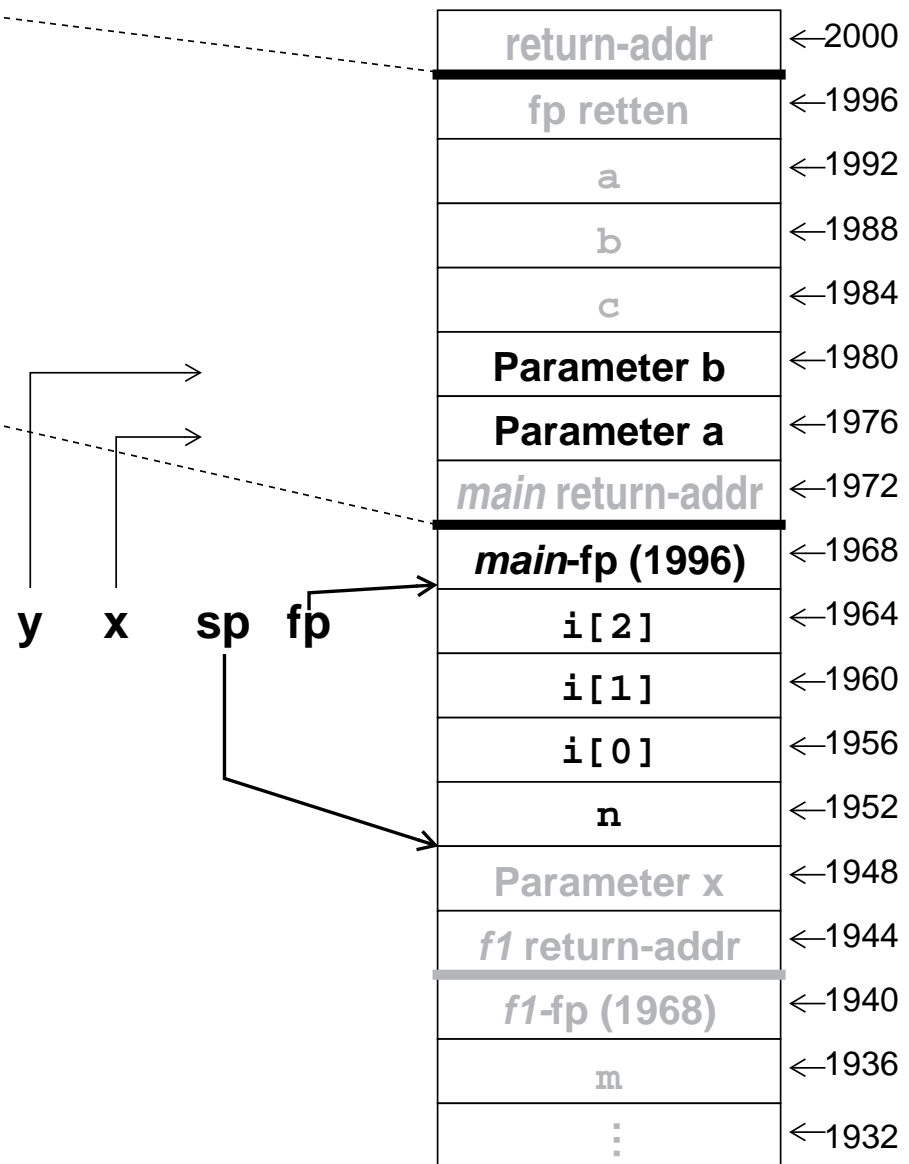 return-addr ←2000
fp retten ←1996
a ←1992
b ←1988
c ←1984
Parameter b ←1980
Parameter a ←1976
main return-addr ←1972
main-fp (1996) ←1968
y x sp fp i[2] ←1964
i[1] ←1960
i[0] ←1956
n ←1952
Parameter x ←1948
f1 return-addr ←1944
f1-fp (1968) ←1940
m ←1936
⋮ ←1932